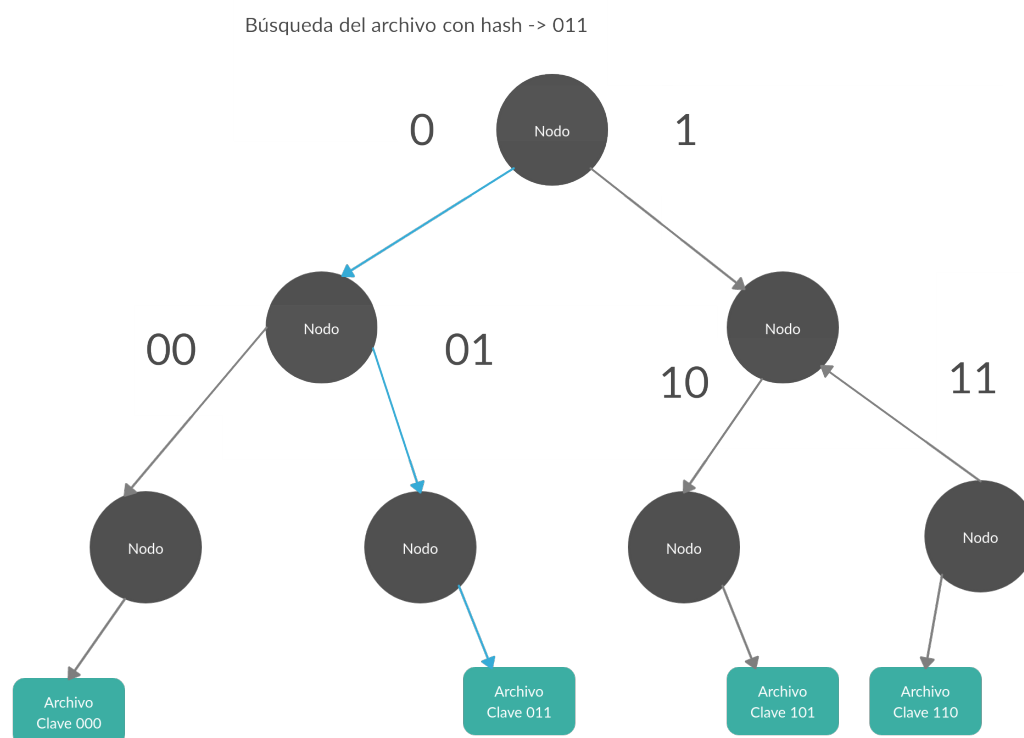 Búsqueda del archivo con hash -> 011
0
Nodo
1
Nodo
Nodo
00
01
10
11
Nodo
Nodo
Nodo
Nodo
Archivo
Clave 000
Archivo
Clave 011
Archivo
Clave 101
Archivo
Clave 110